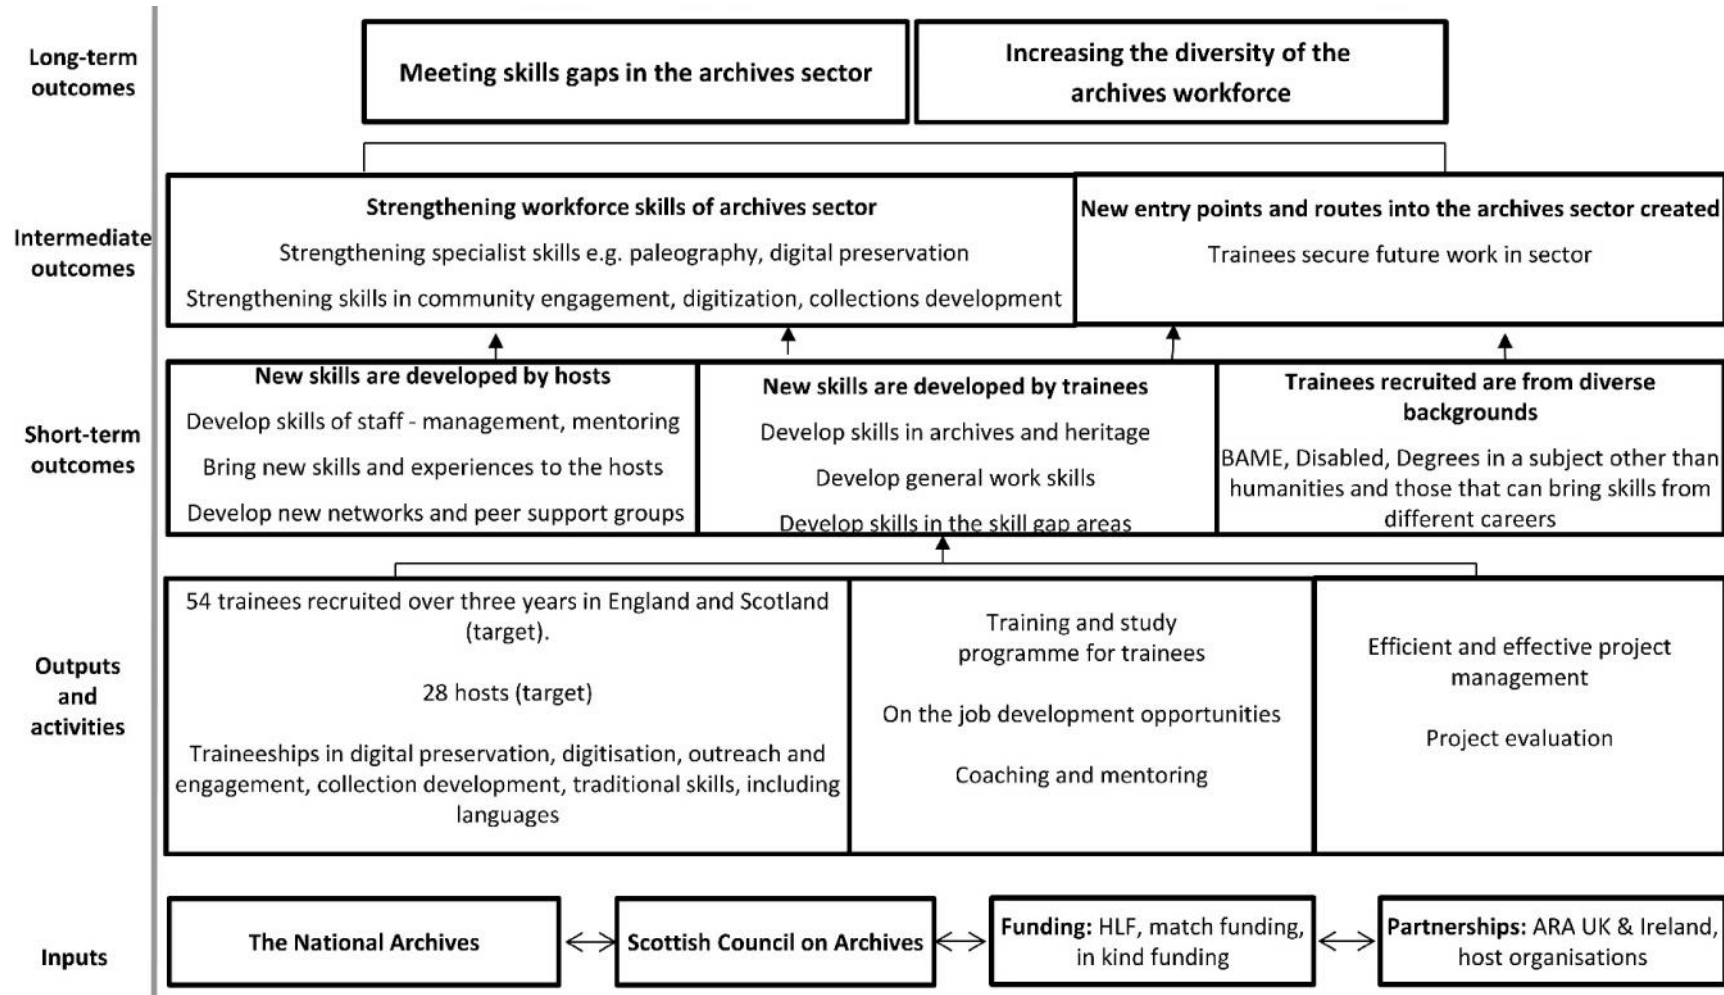 Long-term
outcomes
Meeting skills gaps in the archives sector
Increasing the diversity of the
archives workforce
Intermediate
outcomes
Strengthening workforce skills of archives sector
Strengthening specialist skills e.g. paleography, digital preservation
Strengthening skills in community engagement, digitization, collections development
New entry points and routes into the archives sector created
Trainees secure future work in sector
Short-term
outcomes
New skills are developed by hosts
Develop skills of staff - management, mentoring
Bring new skills and experiences to the hosts
Develop new networks and peer support groups
New skills are developed by trainees
Develop skills in archives and heritage
Develop general work skills
Develop skills in the skill gap areas
Trainees recruited are from diverse
backgrounds
BAME, Disabled, Degrees in a subject other than
humanities and those that can bring skills from
different careers
Outputs
and
activities
54 trainees recruited over three years in England and Scotland
(target).
28 hosts (target)
Traineeships in digital preservation, digitisation, outreach and
engagement, collection development, traditional skills, including
languages
Training and study
programme for trainees
On the job development opportunities
Coaching and mentoring
Efficient and effective project
management
Project evaluation
Inputs
The National Archives
Scottish Council on Archives
Funding: HLF, match funding,
in kind funding
Partnerships: ARA UK & Ireland,
host organisations